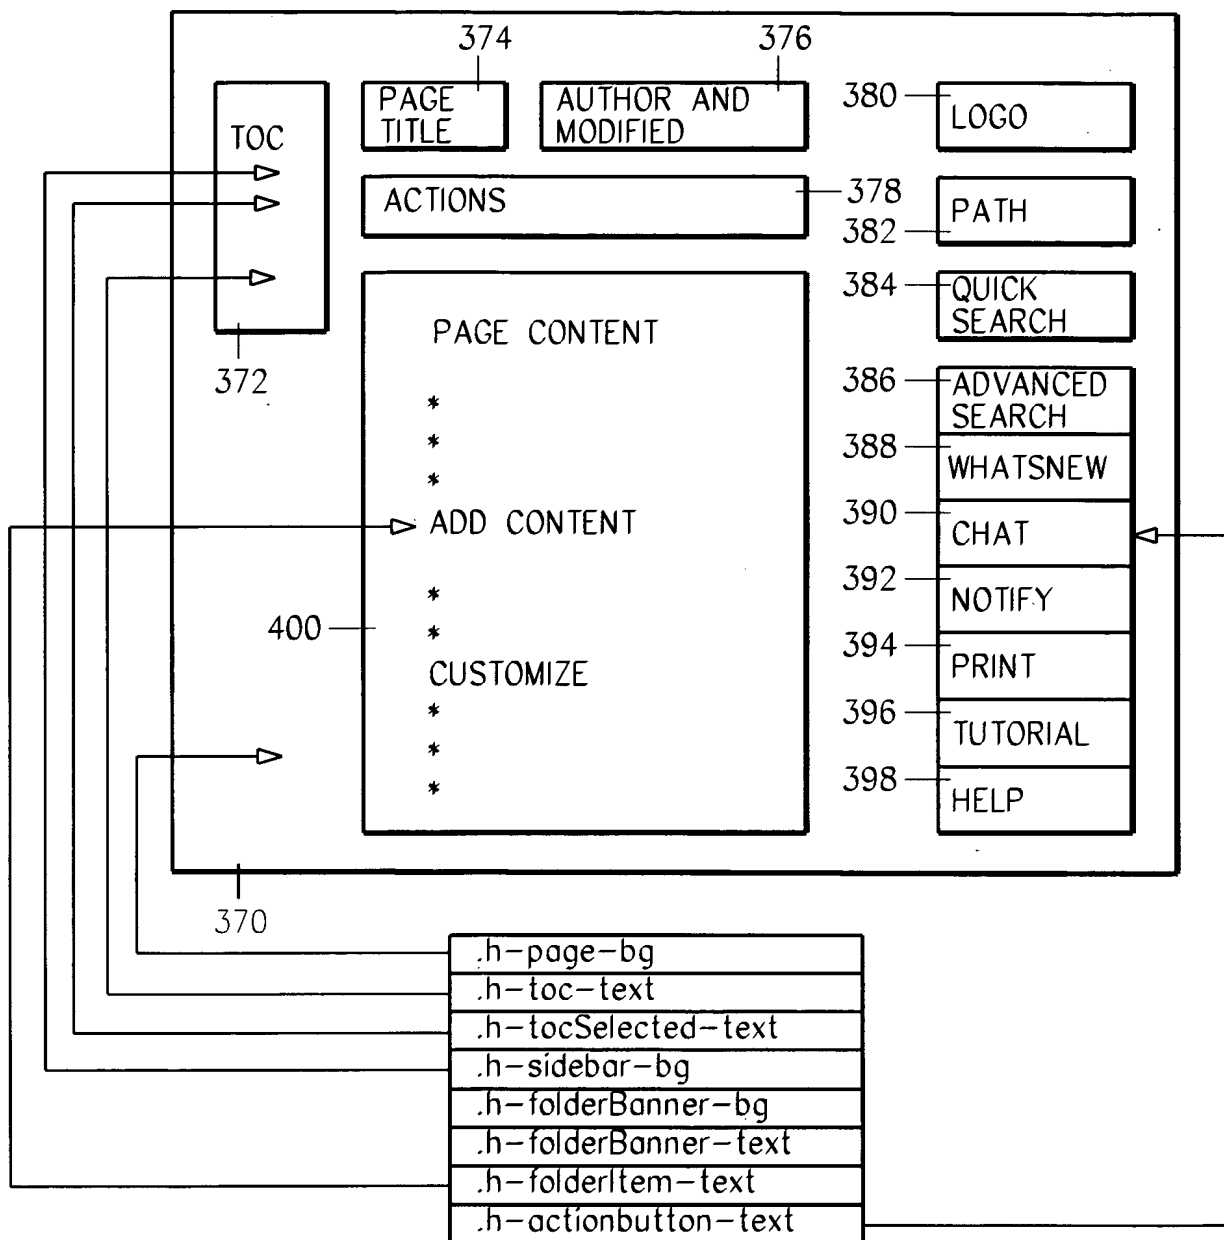 374
376
380
PAGE
TITLE
AUTHOR AND
MODIFIED
LOGO
TOC
ACTIONS
378
382
PATH
384
QUICK
SEARCH
PAGE CONTENT
372
386
ADVANCED
SEARCH
*
*
388
WHATSNEW
*
ADD CONTENT
390
CHAT
392
NOTIFY
*
400
*
394
PRINT
CUSTOMIZE
*
396
TUTORIAL
*
398
HELP
*
370
.h-page-bg
.h-toc-text
.h-tocSelected-text
.h-sidebar-bg
.h-folderBanner-bg
.h-folderBanner-text
.h-folderItem-text
.h-actionbutton-text